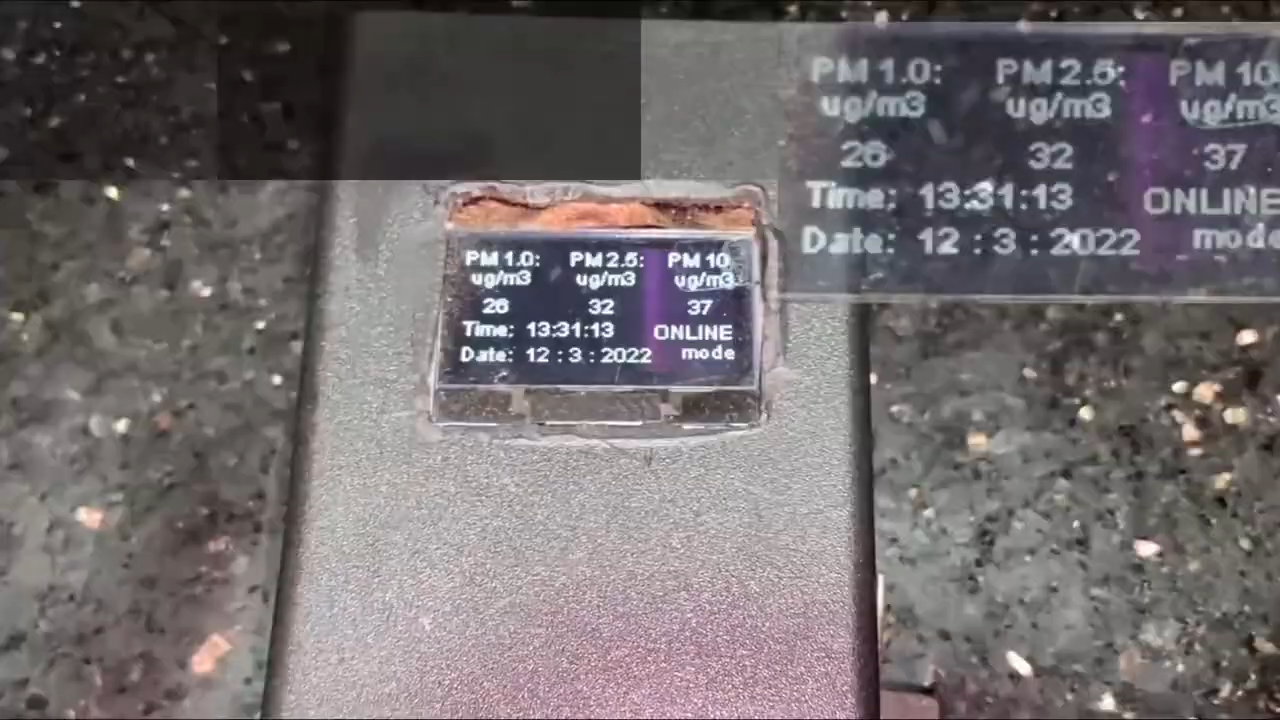 PM 1.0: PM 2.5: PM 10
ug/m3 ug/m3 ug/m3
26 32 37
Time: 13:31:13 ONLINE
Date: 12 : 3 : 2022 mode
PM 1.0: PM 2.5: PM 10
ug/m3 ug/m3 ug/m3
26 32 37
Time: 13:31:13 ONLINE
Date: 12 : 3 : 2022 mode